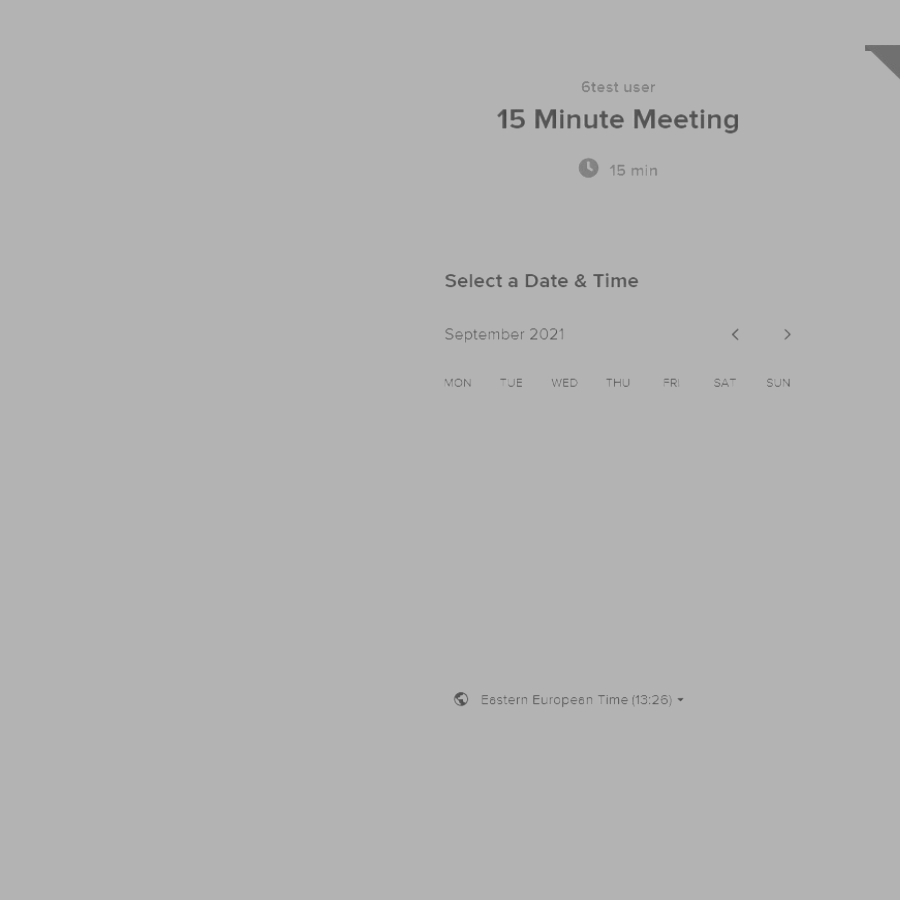 6test user
15 Minute Meeting
15 min
Select a Date & Time
September 2021
MON TUE WED THU FRI SAT SUN
Eastern European Time (13:26)